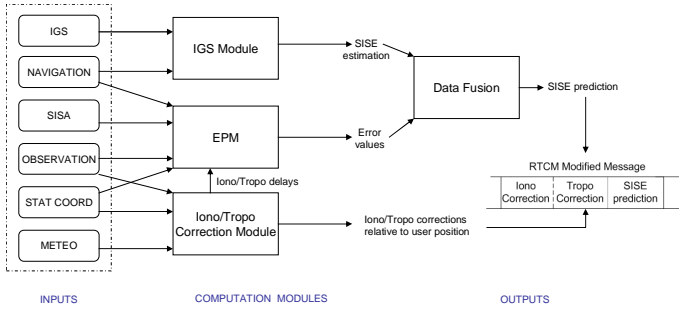 IGS
NAVIGATION
SISA
OBSERVATION
STAT COORD
METEO
IGS Module
EPM
Iono/Tropo delays
Iono/Tropo
Correction Module
SISE
estimation
Error
values
Data Fusion
SISE prediction
RTCM Modified Message
Iono
Correction
Tropo
Correction
SISE
prediction
Iono/Tropo corrections
relative to user position
INPUTS
COMPUTATION MODULES
OUTPUTS